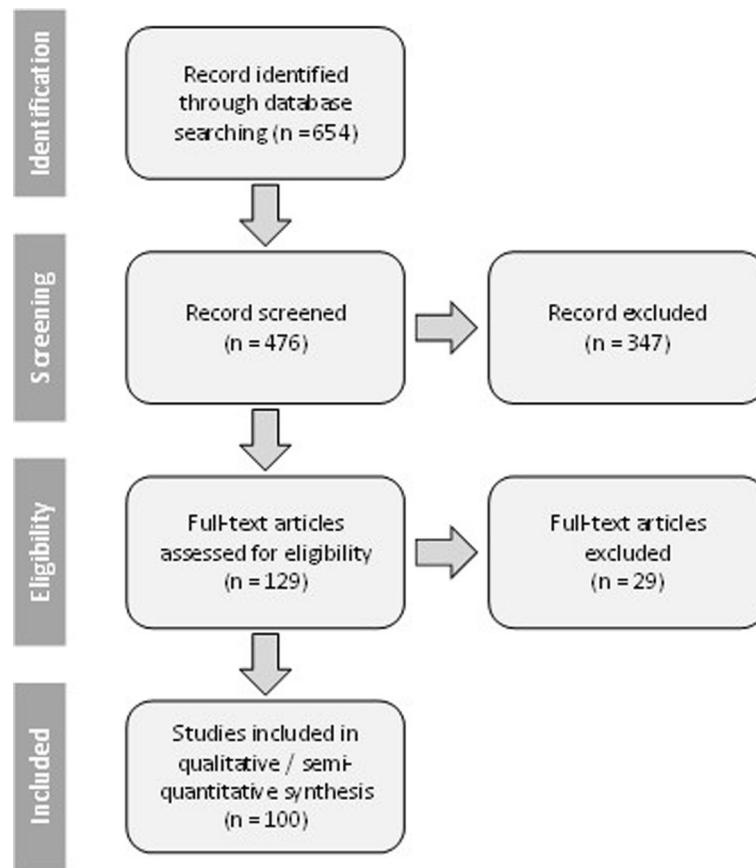 Identification
Record identified
through database
searching (n = 654)
Screening
Record screened
(n = 476)
Record excluded
(n = 347)
Eligibility
Full-text articles
assessed for eligibility
(n = 129)
Full-text articles
excluded
(n = 29)
Included
Studies included in
qualitative / semi-
quantitative synthesis
(n = 100)